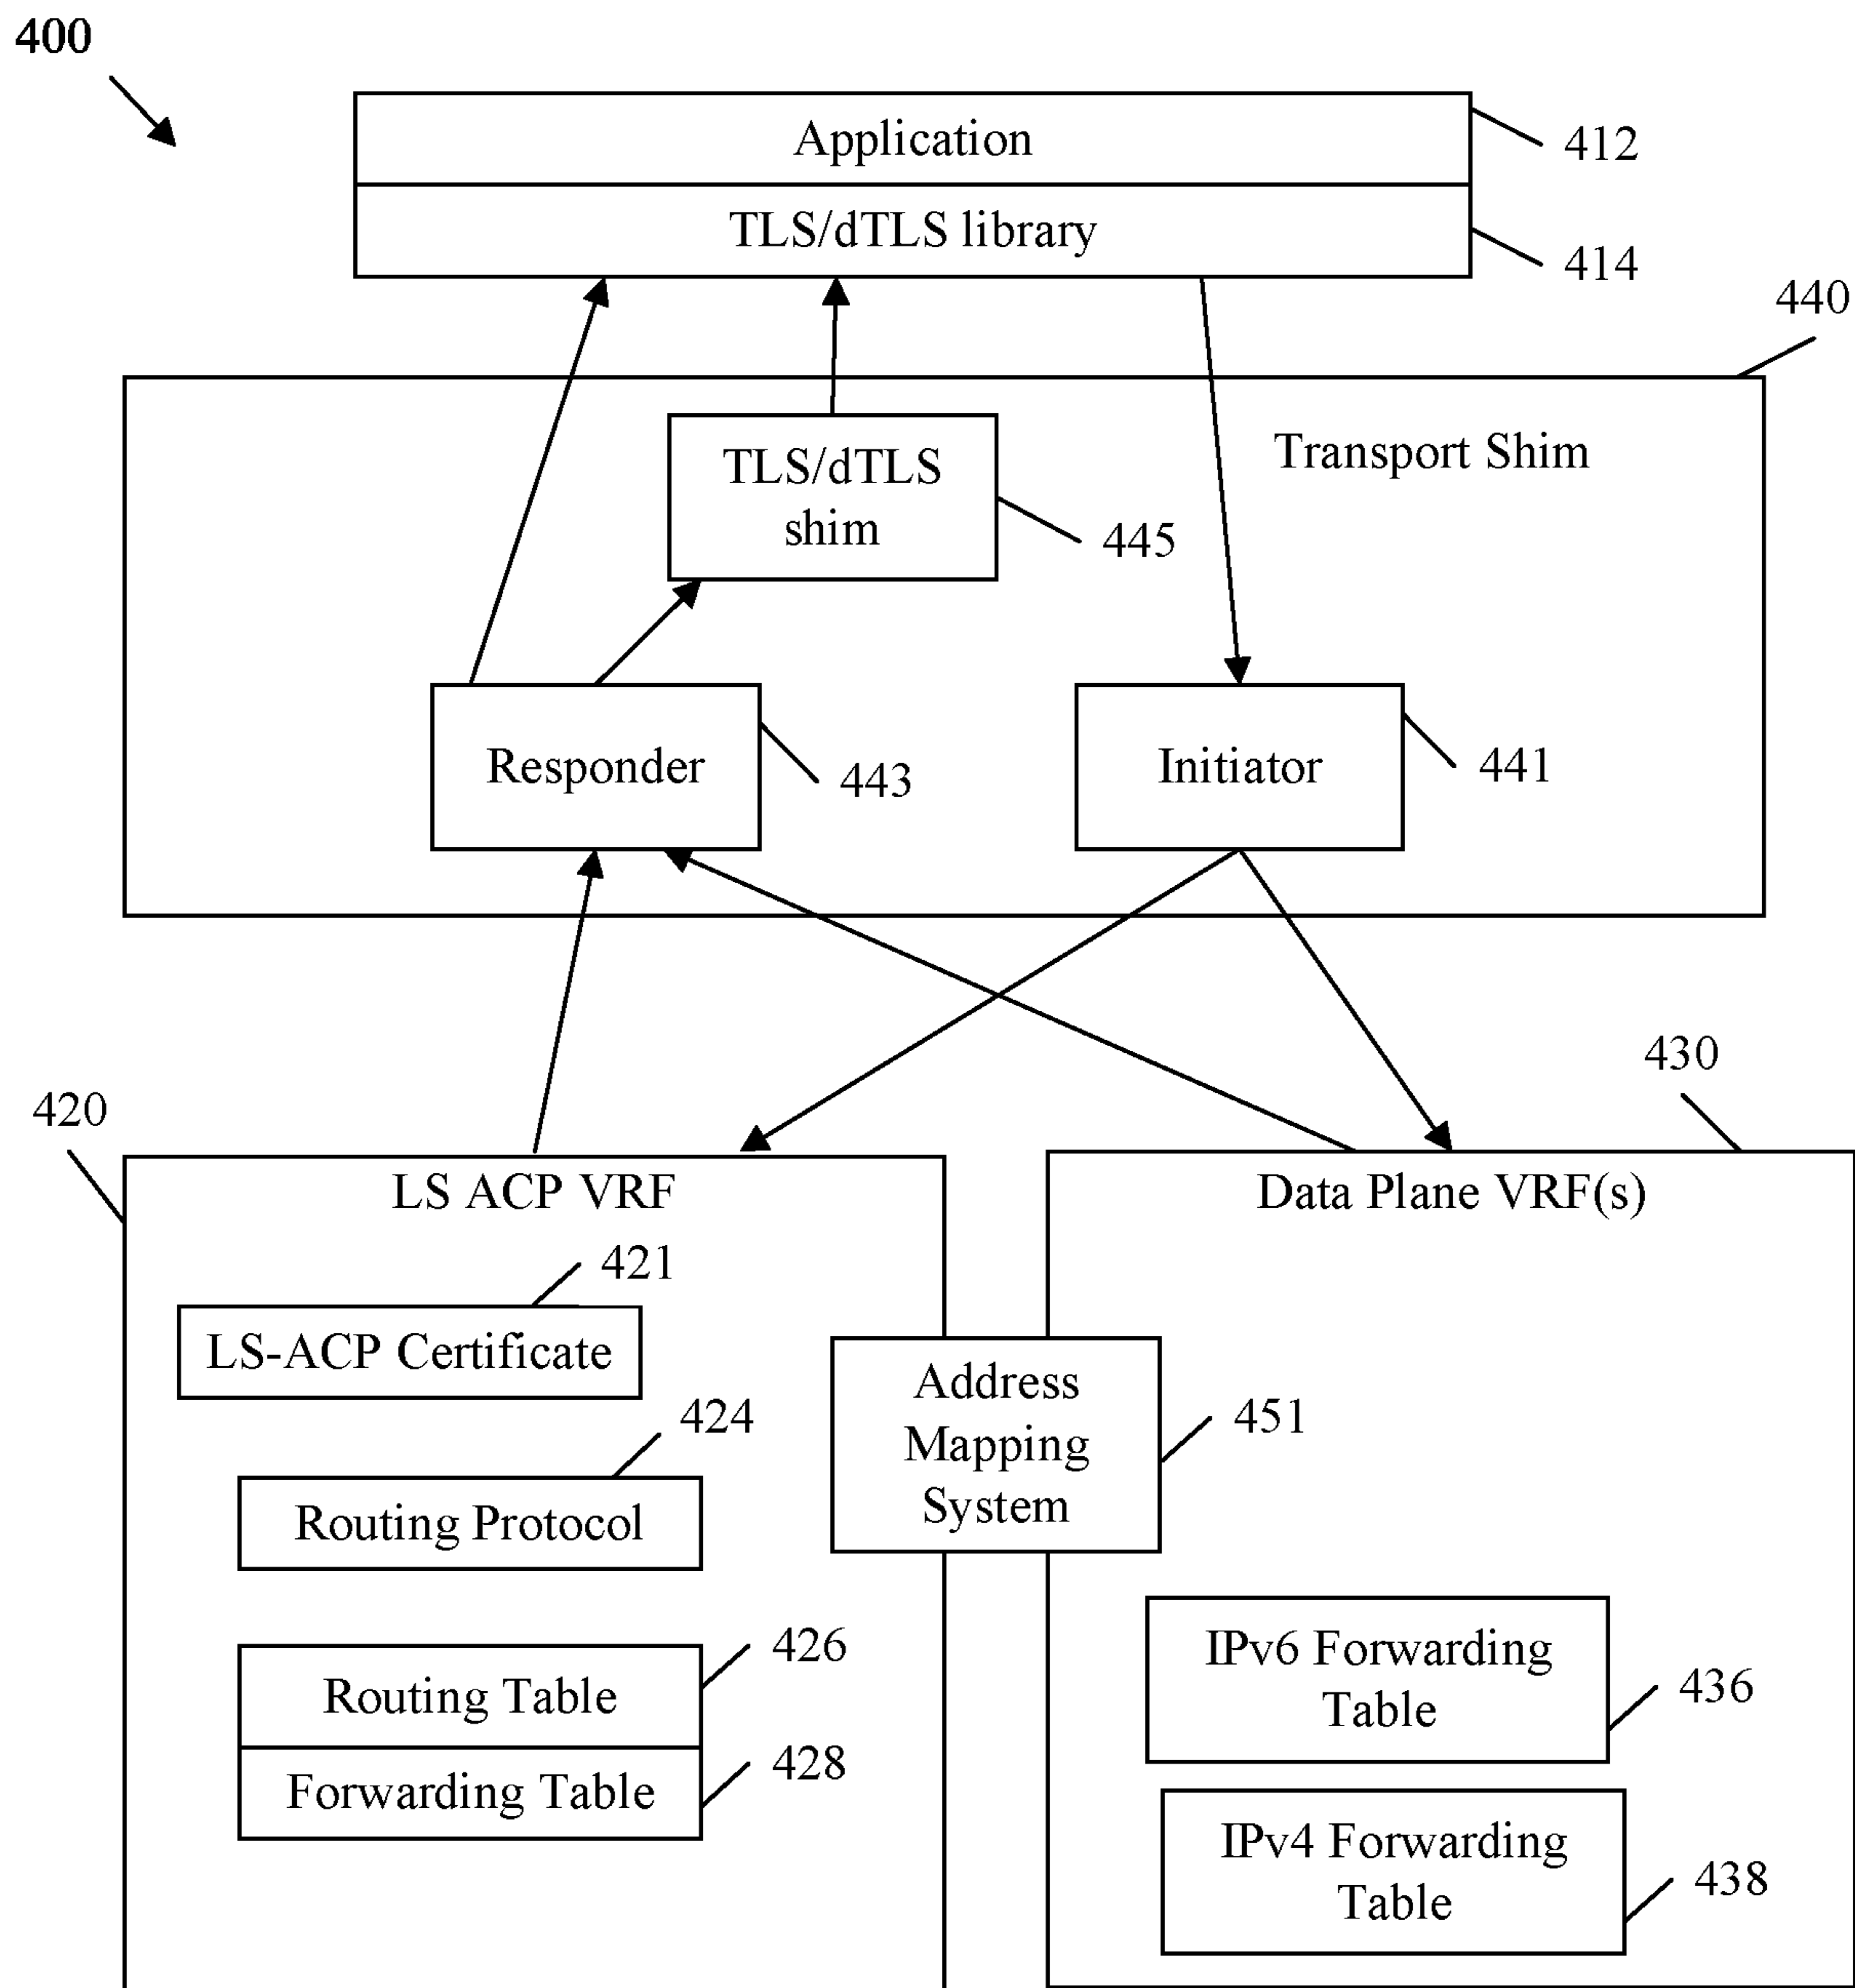 400
Application
412
TLS/dTLS library
414
440
Transport Shim
TLS/dTLS
shim
445
Responder
443
Initiator
441
420
430
LS ACP VRF
Data Plane VRF(s)
421
LS-ACP Certificate
424
Routing Protocol
Address
Mapping
System
451
426
Routing Table
428
Forwarding Table
IPv6 Forwarding
Table
436
IPv4 Forwarding
Table
438